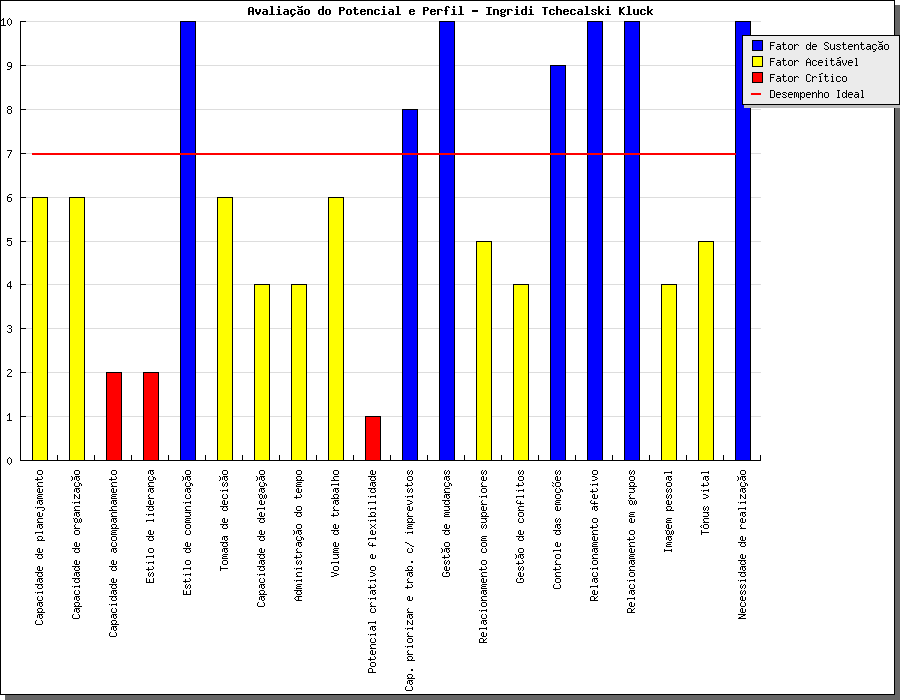 Avaliação do Potencial e Perfil - Ingridi Tchecalski Kluck
Fator de Sustentação
Fator Aceitável
Fator Crítico
Desempenho Ideal
10
9
8
7
6
5
4
3
2
1
0
Capacidade de planejamento
Capacidade de organização
Capacidade de acompanhamento
Estilo de liderança
Estilo de comunicação
Tomada de decisão
Capacidade de delegação
Administração do tempo
Volume de trabalho
Potencial criativo e flexibilidade
Cap. priorizar e trab. c/ imprevistos
Gestão de mudanças
Relacionamento com superiores
Gestão de conflitos
Controle das emoções
Relacionamento afetivo
Relacionamento em grupos
Imagem pessoal
Tônus vital
Necessidade de realização